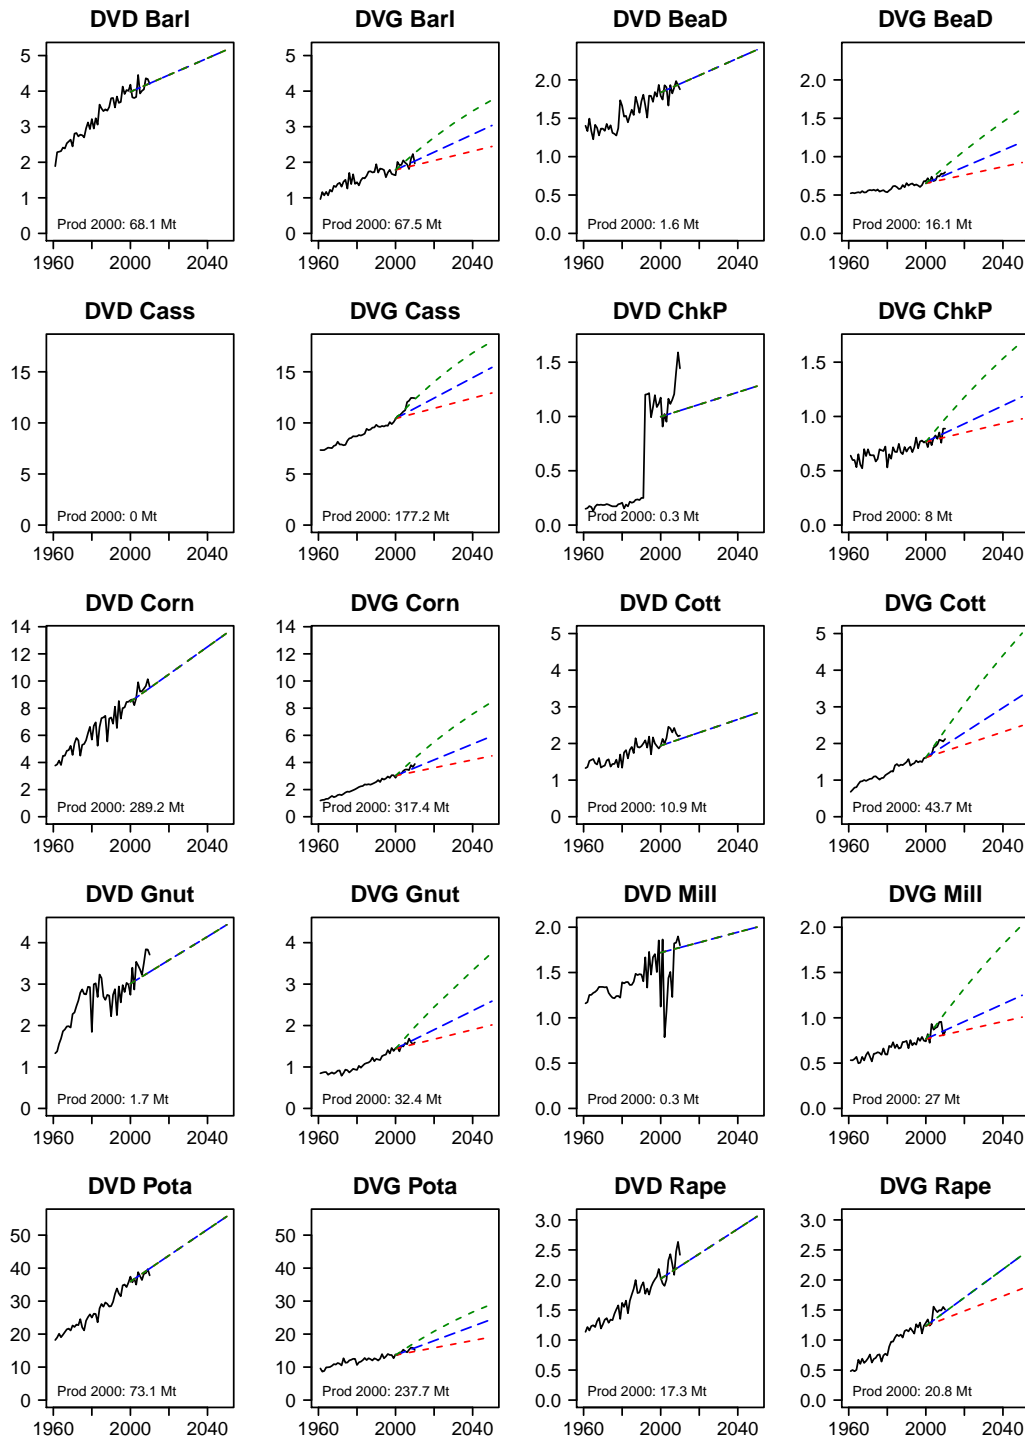 DVD Barl DVG Barl DVD BeaD DVG BeaD
5 5
4 4 2.0 2.0
3 3 1.5 1.5
2 2 1.0 1.0
1 1 0.5 0.5
0 0 0.0 0.0
Prod 2000: 68.1 Mt Prod 2000: 67.5 Mt Prod 2000: 1.6 Mt Prod 2000: 16.1 Mt
1960 2000 2040 1960 2000 2040 1960 2000 2040 1960 2000 2040
DVD Cass DVG Cass DVD ChkP DVG ChkP
15 15 1.5 1.5
10 10 1.0 1.0
5 5 0.5 0.5
0 0 0.0 0.0
Prod 2000: 0 Mt Prod 2000: 177.2 Mt Prod 2000: 0.3 Mt Prod 2000: 8 Mt
1960 2000 2040 1960 2000 2040 1960 2000 2040 1960 2000 2040
DVD Corn DVG Corn DVD Cott DVG Cott
14 14 5 5
12 12 4 4
10 10 3 3
8 8 2 2
6 6 1 1
4 4 0 0
2 2
0 0
Prod 2000: 289.2 Mt Prod 2000: 317.4 Mt Prod 2000: 10.9 Mt Prod 2000: 43.7 Mt
1960 2000 2040 1960 2000 2040 1960 2000 2040 1960 2000 2040
DVD Gnut DVG Gnut DVD Mill DVG Mill
4 4 2.0 2.0
3 3 1.5 1.5
2 2 1.0 1.0
1 1 0.5 0.5
0 0 0.0 0.0
Prod 2000: 1.7 Mt Prod 2000: 32.4 Mt Prod 2000: 0.3 Mt Prod 2000: 27 Mt
1960 2000 2040 1960 2000 2040 1960 2000 2040 1960 2000 2040
DVD Pota DVG Pota DVD Rape DVG Rape
50 50 3.0 3.0
40 40 2.5 2.5
30 30 2.0 2.0
20 20 1.5 1.5
10 10 1.0 1.0
0 0 0.5 0.5
0.0 0.0
Prod 2000: 73.1 Mt Prod 2000: 237.7 Mt Prod 2000: 17.3 Mt Prod 2000: 20.8 Mt
1960 2000 2040 1960 2000 2040 1960 2000 2040 1960 2000 2040